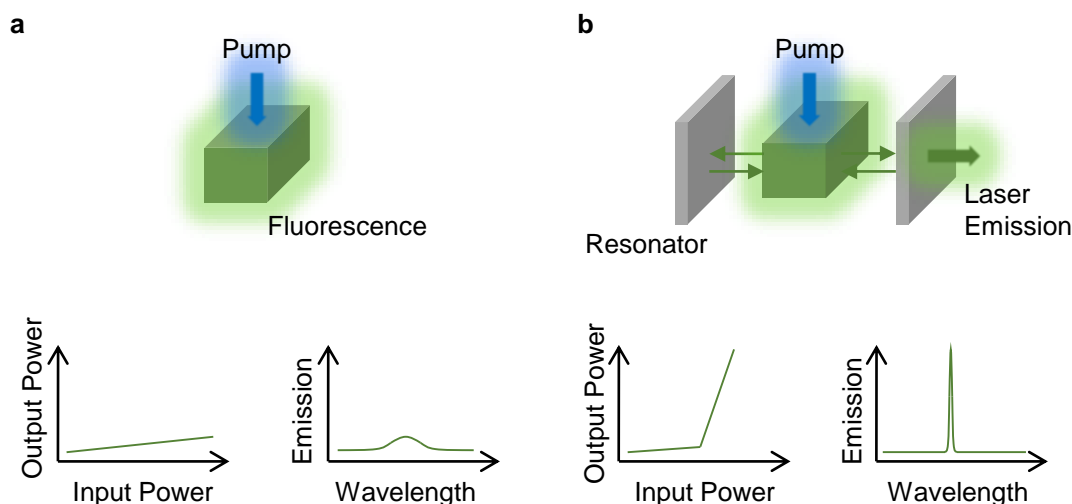 a
Pump
Fluorescence
Output Power
Input Power
Emission
Wavelength
b
Pump
Resonator
Laser
Emission
Output Power
Input Power
Emission
Wavelength